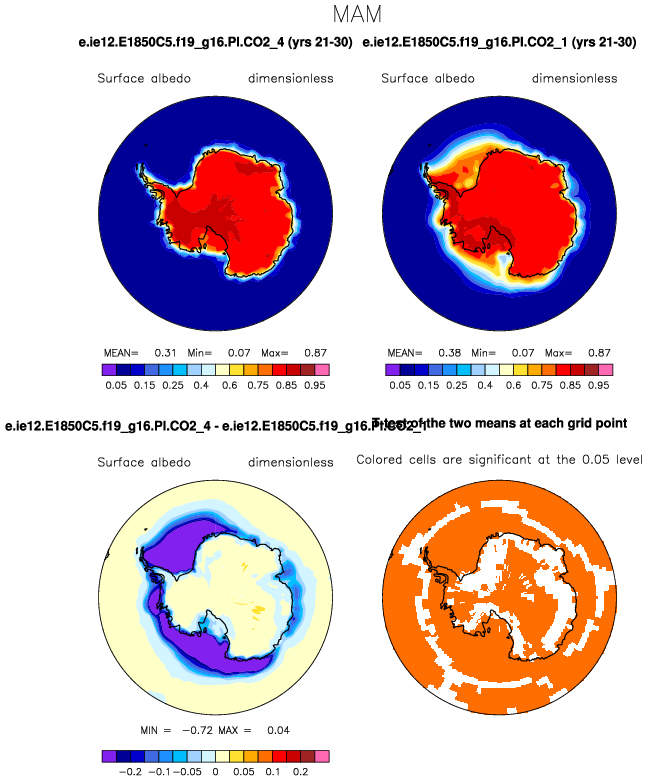 MAM
e.ie12.E1850C5.f19_g16.PI.CO2_4 (yrs 21-30)
e.ie12.E1850C5.f19_g16.PI.CO2_1 (yrs 21-30)
Surface albedo dimensionless
Surface albedo dimensionless
MEAN= 0.31 Min= 0.07 Max= 0.87
MEAN= 0.38 Min= 0.07 Max= 0.87
0.05 0.15 0.25 0.4 0.6 0.75 0.85 0.95
0.05 0.15 0.25 0.4 0.6 0.75 0.85 0.95
e.ie12.E1850C5.f19_g16.PI.CO2_4 - e.ie12.E1850C5.f19_g16.PI.CO2_1
T-test of the two means at each grid point
Surface albedo dimensionless
Colored cells are significant at the 0.05 level
MIN = -0.72 MAX = 0.04
-0.2 -0.1 -0.05 0 0.05 0.1 0.2